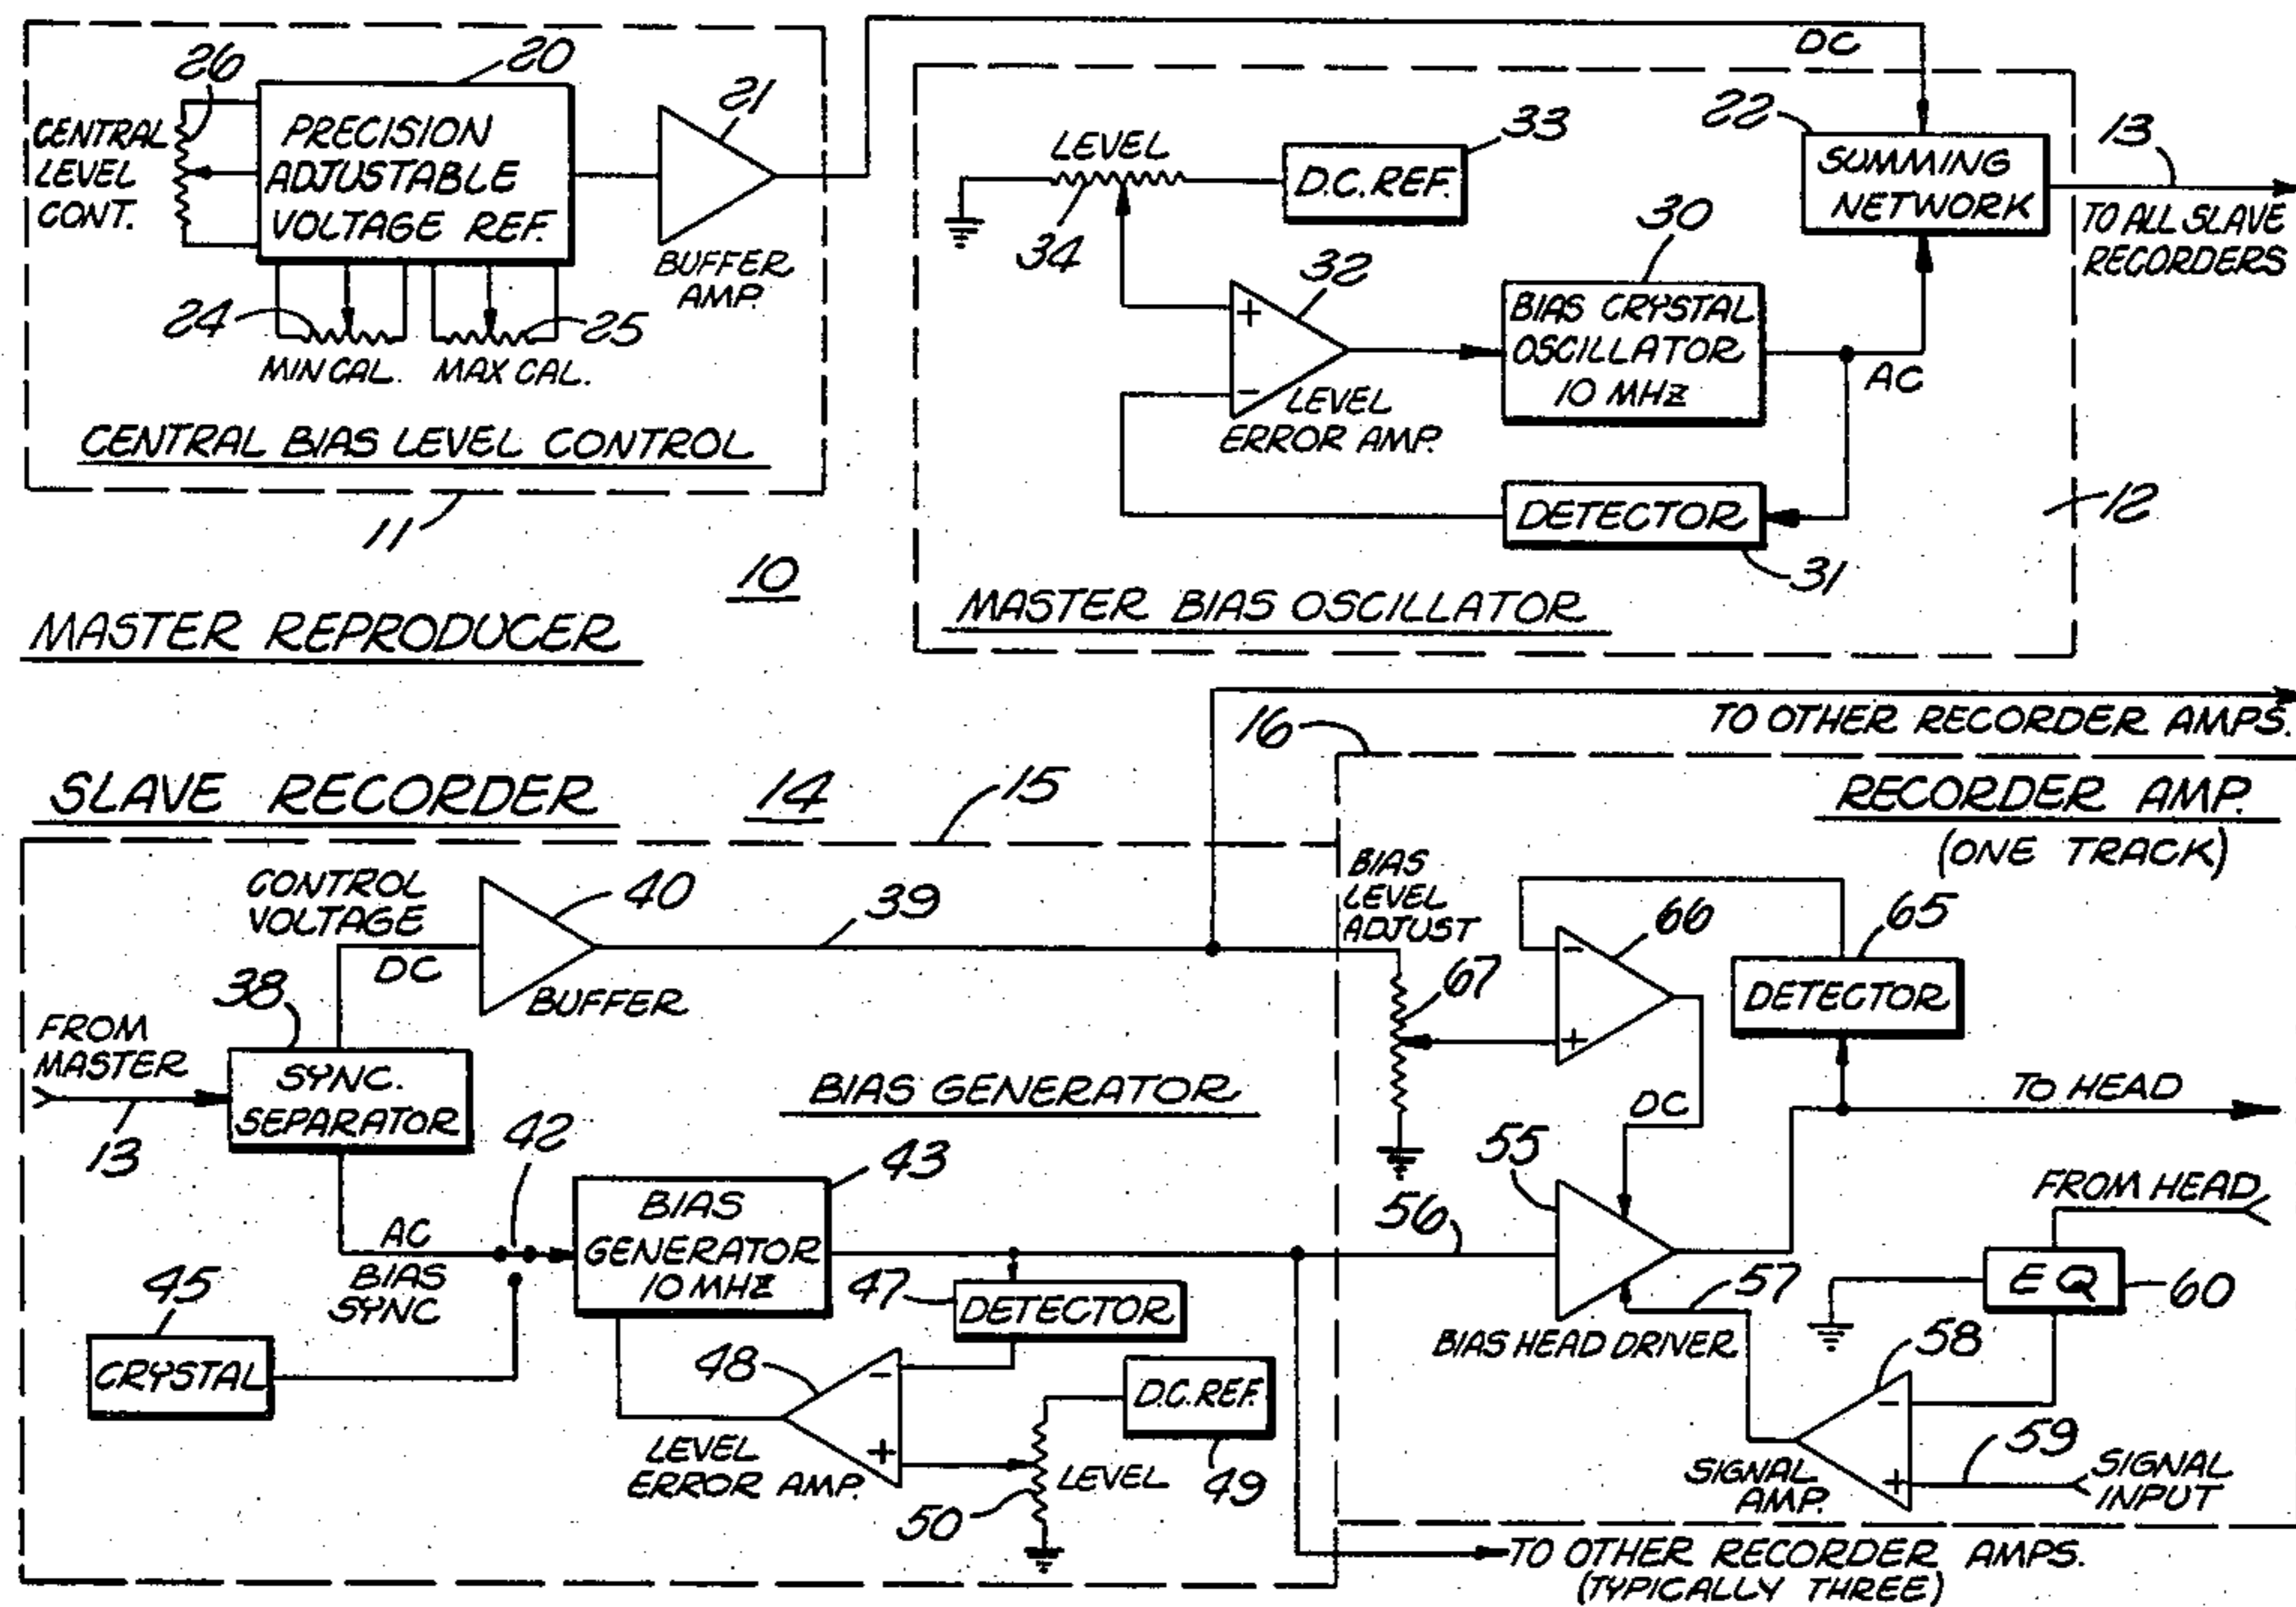 26
20
CENTRAL
LEVEL
CONT.
PRECISION
ADJUSTABLE
VOLTAGE REF.
21
BUFFER
AMP.
24
25
MIN CAL.
MAX CAL.
CENTRAL BIAS LEVEL CONTROL
11
10
MASTER REPRODUCER
DC
LEVEL
34
D.C. REF.
33
22
SUMMING
NETWORK
13
TO ALL SLAVE
RECORDERS
32
+
-
LEVEL
ERROR AMP.
30
BIAS CRYSTAL
OSCILLATOR
10 MHz
AC
DETECTOR
31
12
MASTER BIAS OSCILLATOR
TO OTHER RECORDER AMPS.
16
SLAVE RECORDER
14
15
RECORDER AMP.
(ONE TRACK)
CONTROL
VOLTAGE
DC
40
BUFFER
39
38
FROM
MASTER
13
SYNC.
SEPARATOR
BIAS GENERATOR
AC
BIAS
SYNC
42
43
BIAS
GENERATOR
10 MHz
45
CRYSTAL
47
DETECTOR
48
-
+
LEVEL
ERROR AMP.
D.C. REF.
49
LEVEL
50
BIAS
LEVEL
ADJUST
67
66
-
+
65
DETECTOR
DC
TO HEAD
55
56
57
BIAS HEAD DRIVER
FROM HEAD
EQ
60
58
-
+
59
SIGNAL
AMP.
SIGNAL
INPUT
TO OTHER RECORDER AMPS.
(TYPICALLY THREE)